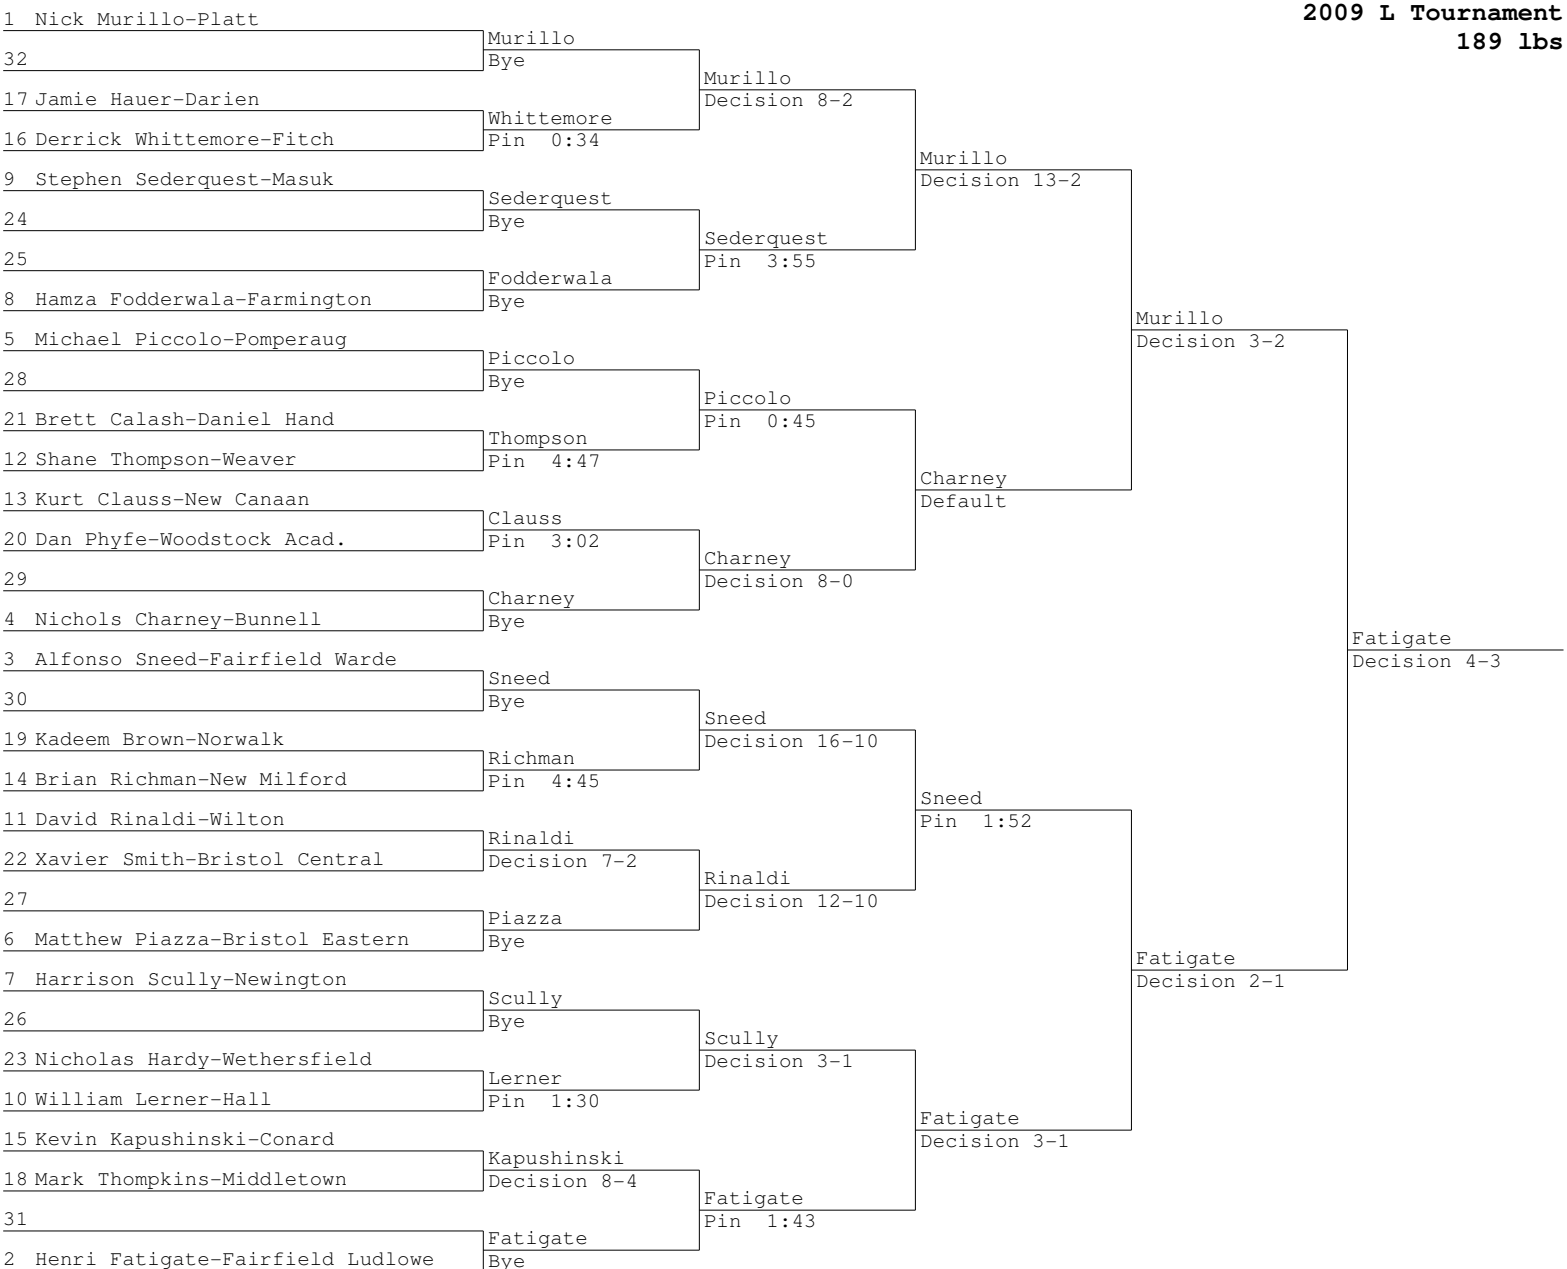 2009 L Tournament
189 lbs
1 Nick Murillo-Platt
32
17 Jamie Hauer-Darien
16 Derrick Whittemore-Fitch
9 Stephen Sederquest-Masuk
24
25
8 Hamza Fodderwala-Farmington
5 Michael Piccolo-Pomperaug
28
21 Brett Calash-Daniel Hand
12 Shane Thompson-Weaver
13 Kurt Clauss-New Canaan
20 Dan Phyfe-Woodstock Acad.
29
4 Nichols Charney-Bunnell
3 Alfonso Sneed-Fairfield Warde
30
19 Kadeem Brown-Norwalk
14 Brian Richman-New Milford
11 David Rinaldi-Wilton
22 Xavier Smith-Bristol Central
27
6 Matthew Piazza-Bristol Eastern
7 Harrison Scully-Newington
26
23 Nicholas Hardy-Wethersfield
10 William Lerner-Hall
15 Kevin Kapushinski-Conard
18 Mark Thompkins-Middletown
31
2 Henri Fatigate-Fairfield Ludlowe
Murillo
Bye
Whittemore
Pin 0:34
Sederquest
Bye
Fodderwala
Bye
Piccolo
Bye
Thompson
Pin 4:47
Clauss
Pin 3:02
Charney
Bye
Sneed
Bye
Richman
Pin 4:45
Rinaldi
Decision 7-2
Piazza
Bye
Scully
Bye
Lerner
Pin 1:30
Kapushinski
Decision 8-4
Fatigate
Bye
Murillo
Decision 8-2
Sederquest
Pin 3:55
Piccolo
Pin 0:45
Charney
Decision 8-0
Sneed
Decision 16-10
Rinaldi
Decision 12-10
Scully
Decision 3-1
Fatigate
Pin 1:43
Murillo
Decision 13-2
Charney
Default
Sneed
Pin 1:52
Fatigate
Decision 3-1
Murillo
Decision 3-2
Fatigate
Decision 2-1
Fatigate
Decision 4-3